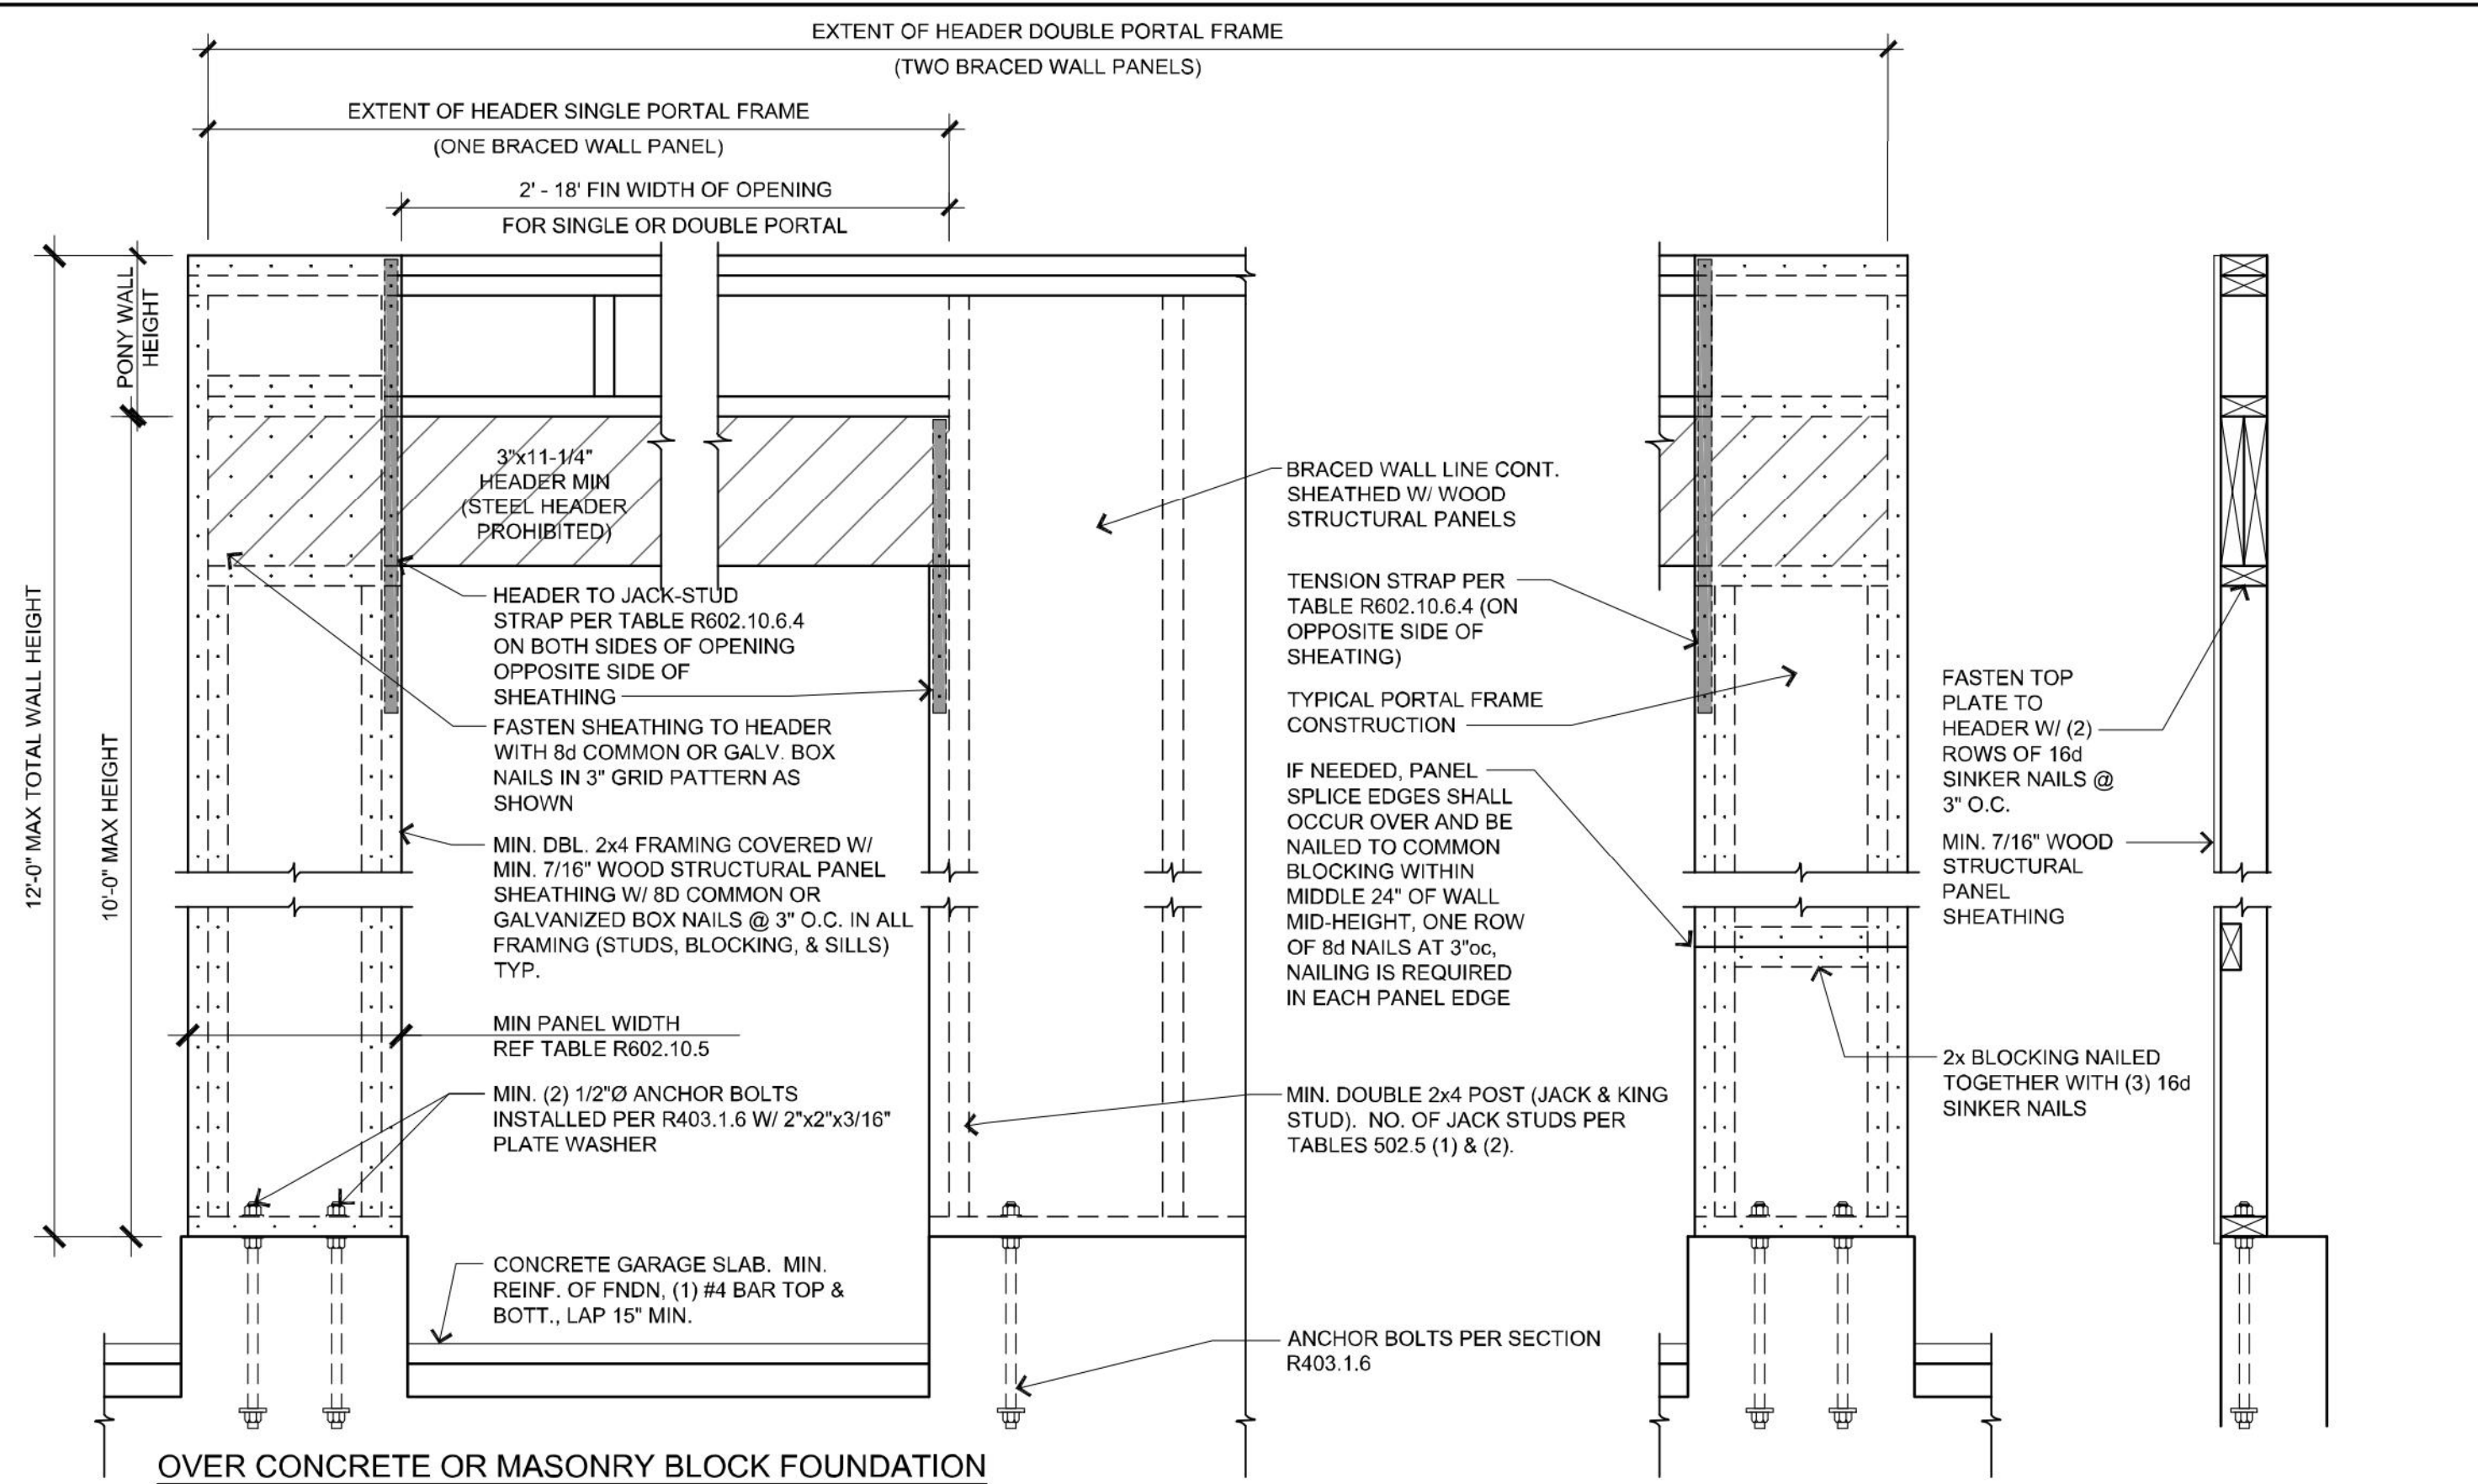 EXTENT OF HEADER DOUBLE PORTAL FRAME
(TWO BRACED WALL PANELS)
EXTENT OF HEADER SINGLE PORTAL FRAME
(ONE BRACED WALL PANEL)
2' - 18' FIN WIDTH OF OPENING
FOR SINGLE OR DOUBLE PORTAL
12'-0" MAX TOTAL WALL HEIGHT
PONY WALL
HEIGHT
10'-0" MAX HEIGHT
3"x11-1/4"
HEADER MIN
(STEEL HEADER
PROHIBITED)
HEADER TO JACK-STUD
STRAP PER TABLE R602.10.6.4
ON BOTH SIDES OF OPENING
OPPOSITE SIDE OF
SHEATHING
FASTEN SHEATHING TO HEADER
WITH 8d COMMON OR GALV. BOX
NAILS IN 3" GRID PATTERN AS
SHOWN
MIN. DBL. 2x4 FRAMING COVERED W/
MIN. 7/16" WOOD STRUCTURAL PANEL
SHEATHING W/ 8D COMMON OR
GALVANIZED BOX NAILS @ 3" O.C. IN ALL
FRAMING (STUDS, BLOCKING, & SILLS)
TYP.
MIN PANEL WIDTH
REF TABLE R602.10.5
MIN. (2) 1/2"Ø ANCHOR BOLTS
INSTALLED PER R403.1.6 W/ 2"x2"x3/16"
PLATE WASHER
CONCRETE GARAGE SLAB. MIN.
REINF. OF FNDN, (1) #4 BAR TOP &
BOTT., LAP 15" MIN.
BRACED WALL LINE CONT.
SHEATHED W/ WOOD
STRUCTURAL PANELS
TENSION STRAP PER
TABLE R602.10.6.4 (ON
OPPOSITE SIDE OF
SHEATING)
TYPICAL PORTAL FRAME
CONSTRUCTION
IF NEEDED, PANEL
SPLICE EDGES SHALL
OCCUR OVER AND BE
NAILED TO COMMON
BLOCKING WITHIN
MIDDLE 24" OF WALL
MID-HEIGHT, ONE ROW
OF 8d NAILS AT 3"oc,
NAILING IS REQUIRED
IN EACH PANEL EDGE
MIN. DOUBLE 2x4 POST (JACK & KING
STUD). NO. OF JACK STUDS PER
TABLES 502.5 (1) & (2).
ANCHOR BOLTS PER SECTION
R403.1.6
FASTEN TOP
PLATE TO
HEADER W/ (2)
ROWS OF 16d
SINKER NAILS @
3" O.C.
MIN. 7/16" WOOD
STRUCTURAL
PANEL
SHEATHING
2x BLOCKING NAILED
TOGETHER WITH (3) 16d
SINKER NAILS
OVER CONCRETE OR MASONRY BLOCK FOUNDATION